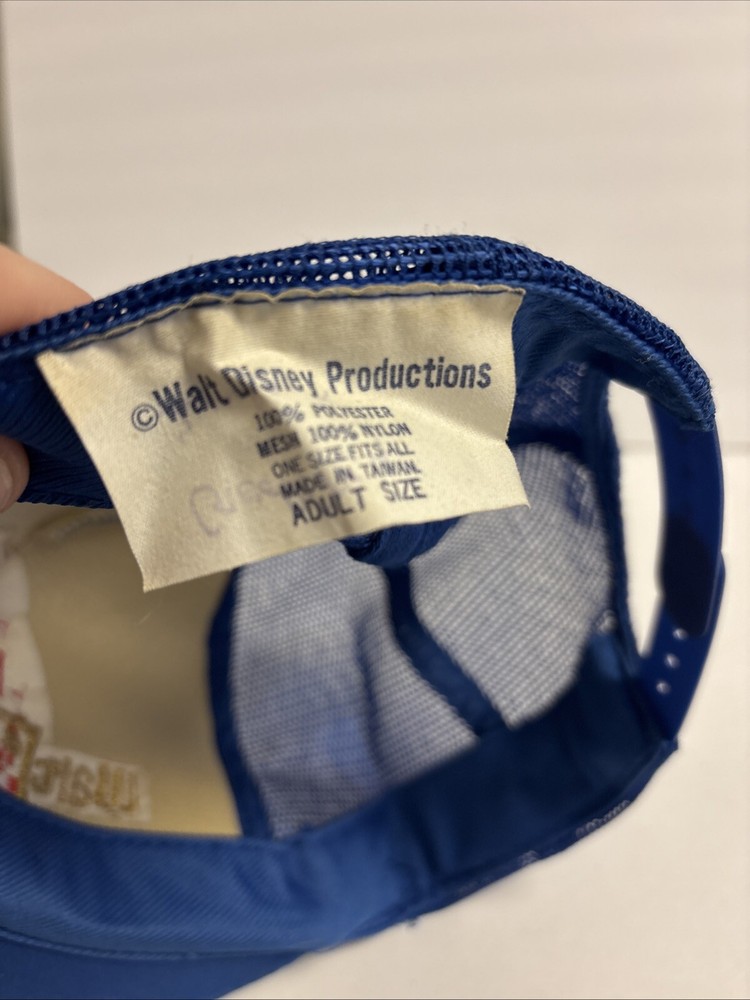 ©Walt Disney Productions
100% POLYESTER
MESH 100% NYLON
ONE SIZE FITS ALL
MADE IN TAIWAN.
ADULT SIZE